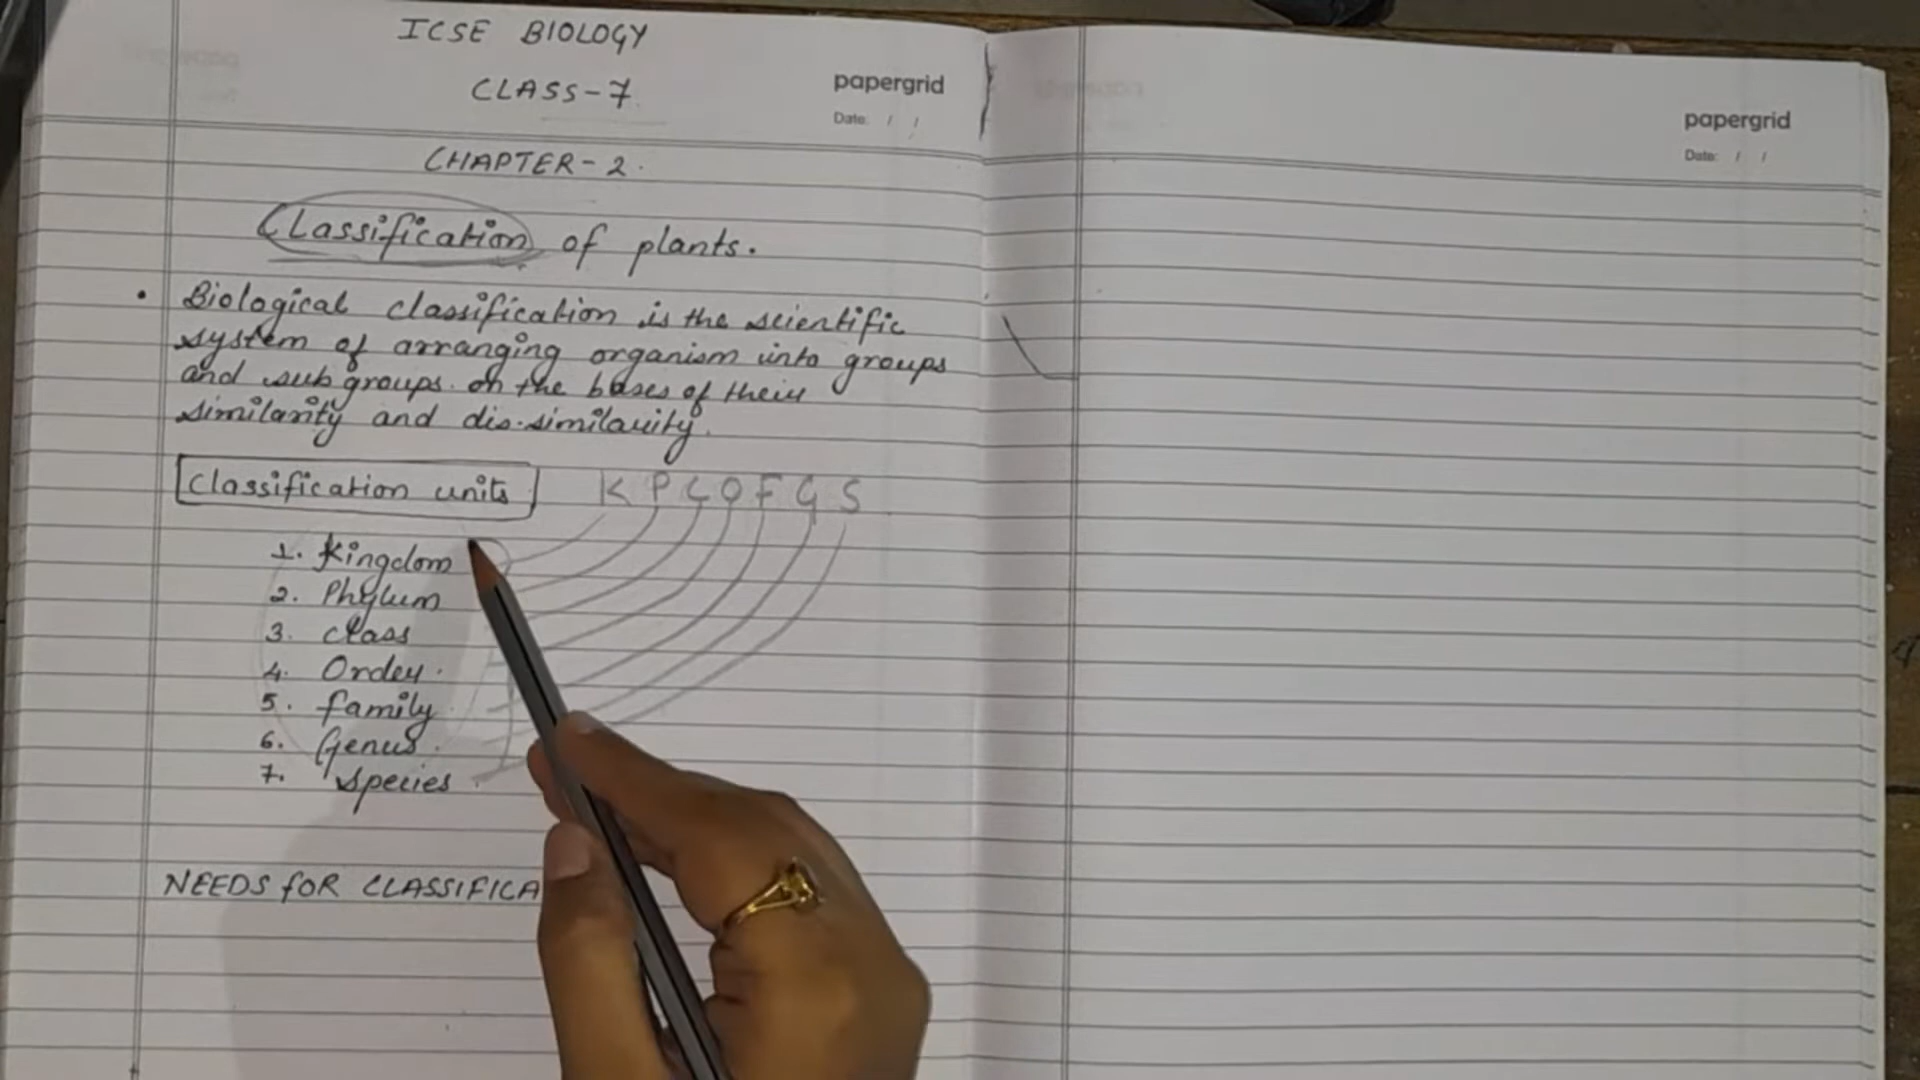 ICSE BIOLOGY
CLASS-7
papergrid
Date: / /
CHAPTER-2.
Classification of plants.
• Biological classification is the scientific
system of arranging organism into groups
and sub groups. on the bases of their
similarity and dis-similarity.
Classification units K P C O F G S
1. Kingdom
2. Phylum
3. class
4. Order.
5. family.
6. Genus.
7. species.
NEEDS FOR CLASSIFICA
papergrid
Date: / /